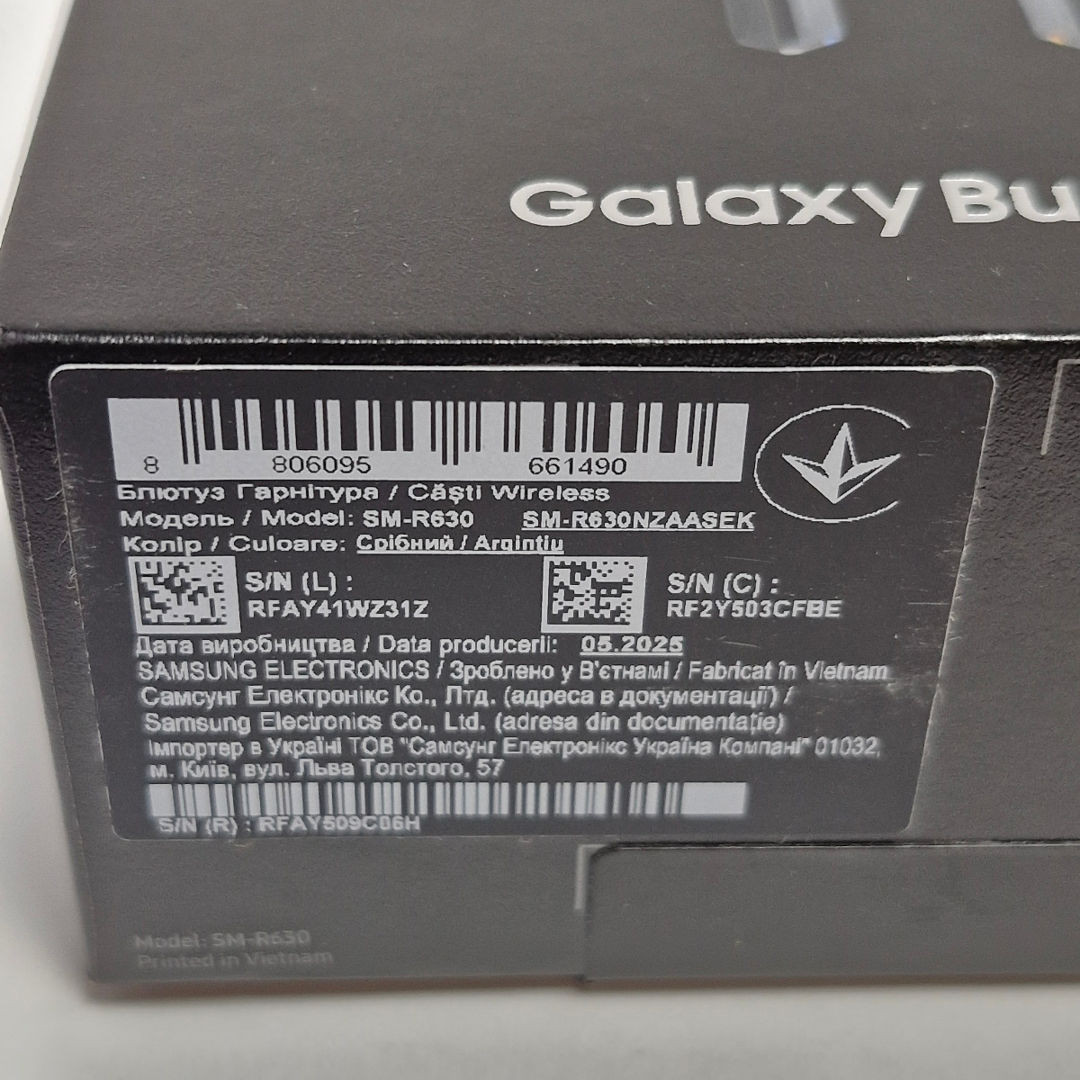 Galaxy Bu
8 806095 661490
Блютуз Гарнітура / Căști Wireless
Модель / Model: SM-R630 SM-R630NZAASEK
Колір / Culoare: Срібний / Argintiu
S/N (L) : S/N (C) :
RFAY41WZ31Z RF2Y503CFBE
Дата виробництва / Data producerii: 05.2025
SAMSUNG ELECTRONICS / Зроблено у В'єтнамі / Fabricat în Vietnam
Самсунг Електронікс Ко., Лтд. (адреса в документації) /
Samsung Electronics Co., Ltd. (adresa din documentație)
Імпортер в Україні ТОВ "Самсунг Електронікс Україна Компані" 01032,
м. Київ, вул. Льва Толстого, 57
S/N (R) : RFAY509C06H
Model: SM-R630
Printed in Vietnam